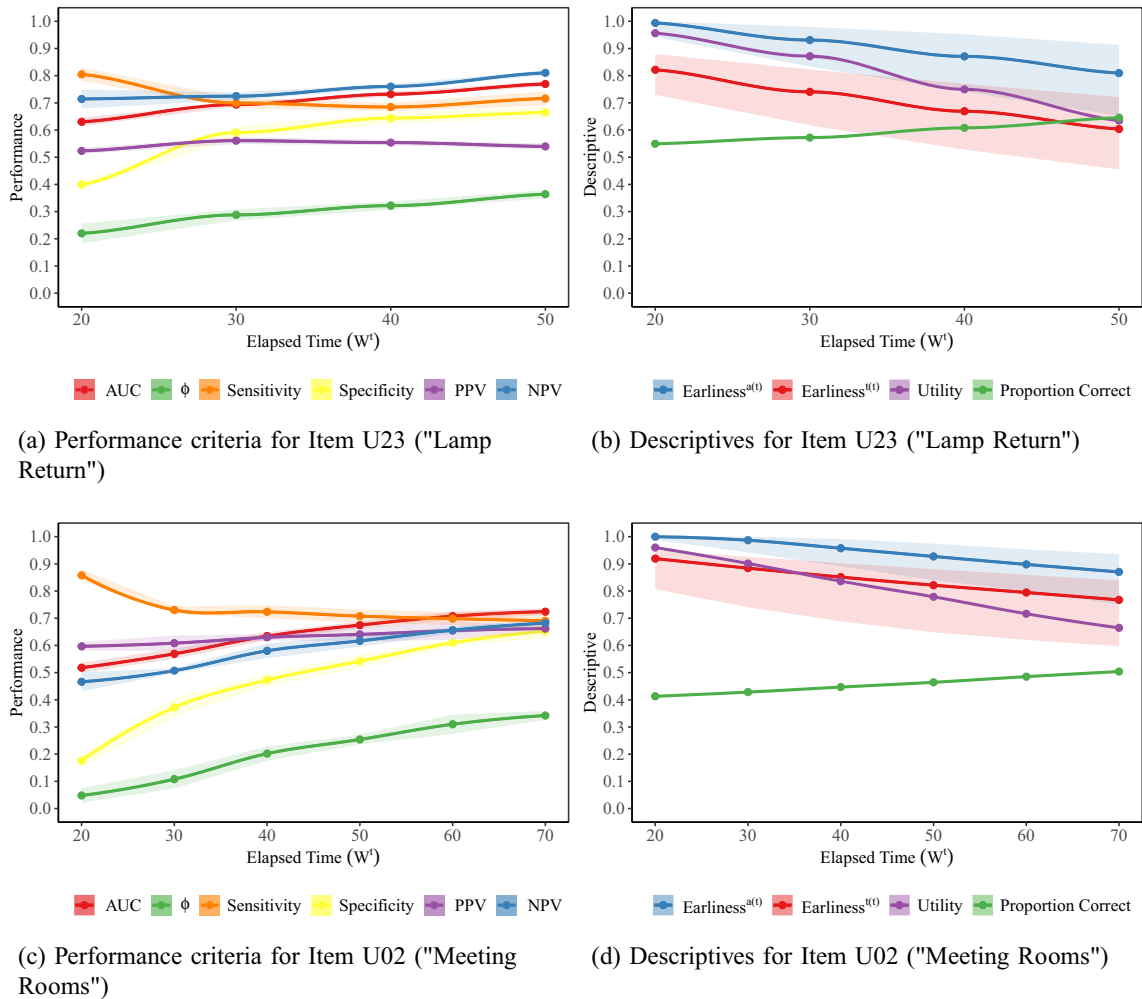 1.0
0.9
0.8
0.7
0.6
0.5
0.4
0.3
0.2
0.1
0.0
Performance
20 30 40 50
Elapsed Time (Wᵗ)
AUC ϕ Sensitivity Specificity PPV NPV
(a) Performance criteria for Item U23 ("Lamp
Return")
1.0
0.9
0.8
0.7
0.6
0.5
0.4
0.3
0.2
0.1
0.0
Descriptive
20 30 40 50
Elapsed Time (Wᵗ)
Earlinessᵃ⁽ᵗ⁾ Earlinessᵗ⁽ᵗ⁾ Utility Proportion Correct
(b) Descriptives for Item U23 ("Lamp Return")
1.0
0.9
0.8
0.7
0.6
0.5
0.4
0.3
0.2
0.1
0.0
Performance
20 30 40 50 60 70
Elapsed Time (Wᵗ)
AUC ϕ Sensitivity Specificity PPV NPV
(c) Performance criteria for Item U02 ("Meeting
Rooms")
1.0
0.9
0.8
0.7
0.6
0.5
0.4
0.3
0.2
0.1
0.0
Descriptive
20 30 40 50 60 70
Elapsed Time (Wᵗ)
Earlinessᵃ⁽ᵗ⁾ Earlinessᵗ⁽ᵗ⁾ Utility Proportion Correct
(d) Descriptives for Item U02 ("Meeting Rooms")